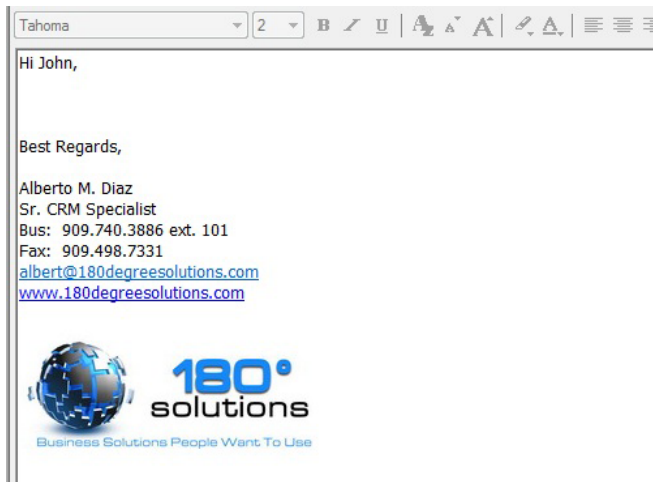 Tahoma 2 B I U
Hi John,
Best Regards,
Alberto M. Diaz
Sr. CRM Specialist
Bus: 909.740.3886 ext. 101
Fax: 909.498.7331
albert@180degreesolutions.com
www.180degreesolutions.com
180°
solutions
Business Solutions People Want To Use